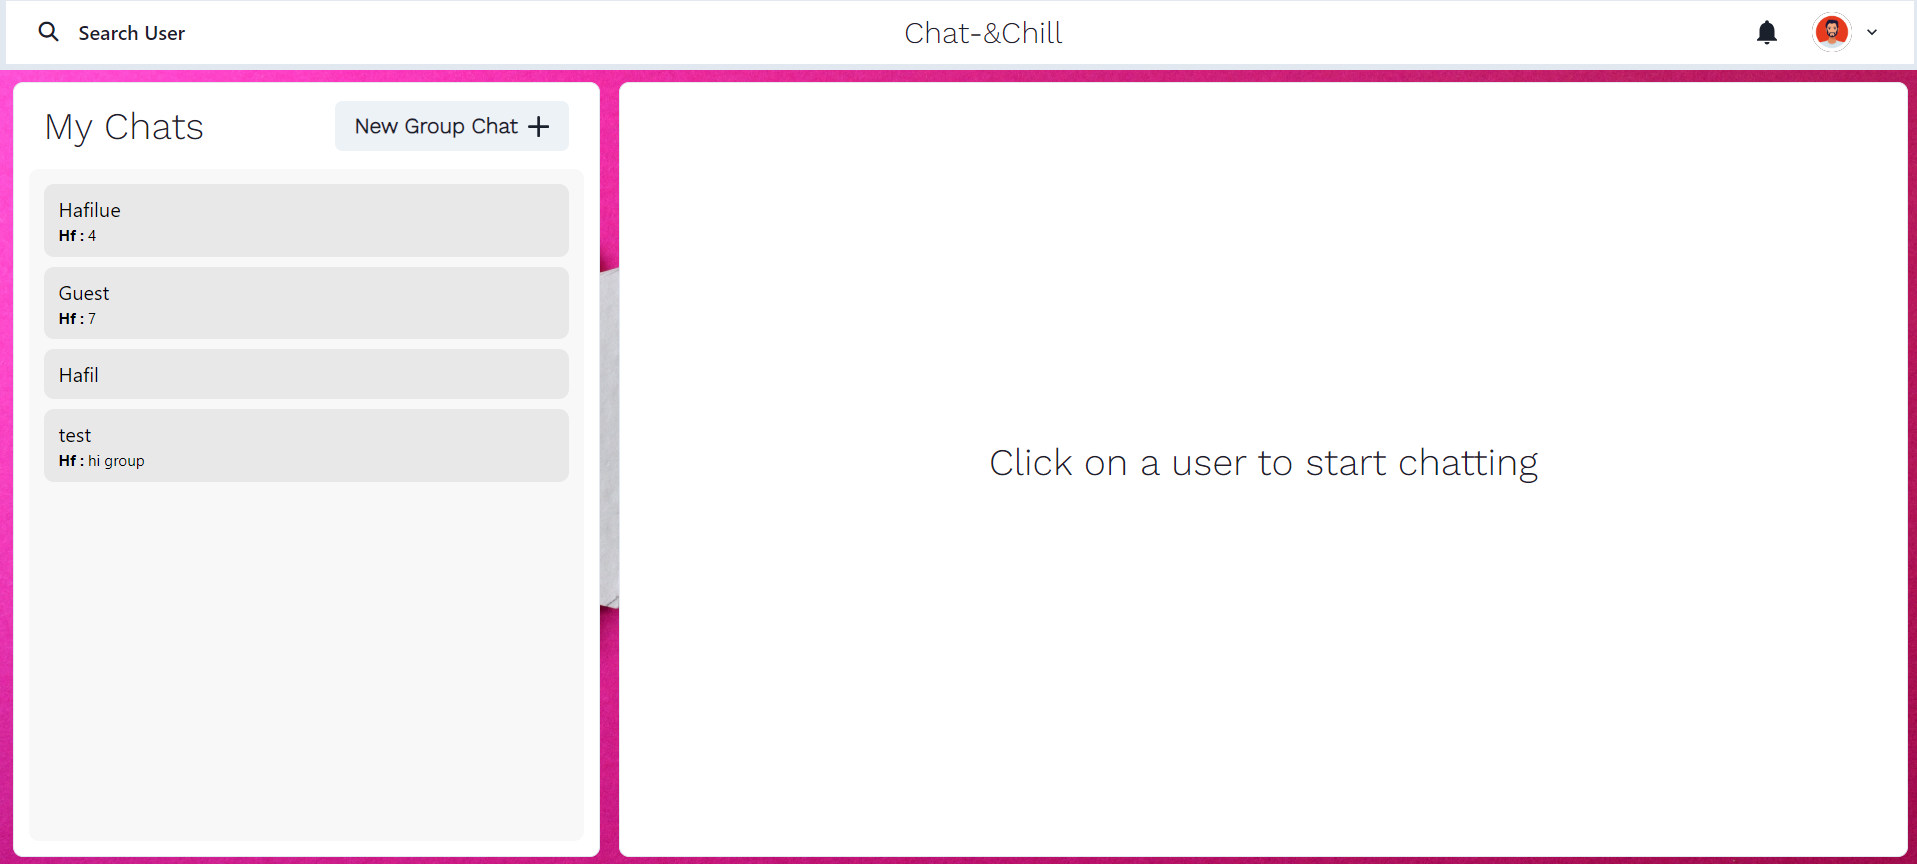 Search User
Chat-&Chill
My Chats
New Group Chat
Hafilue
Hf : 4
Guest
Hf : 7
Hafil
test
Hf : hi group
Click on a user to start chatting